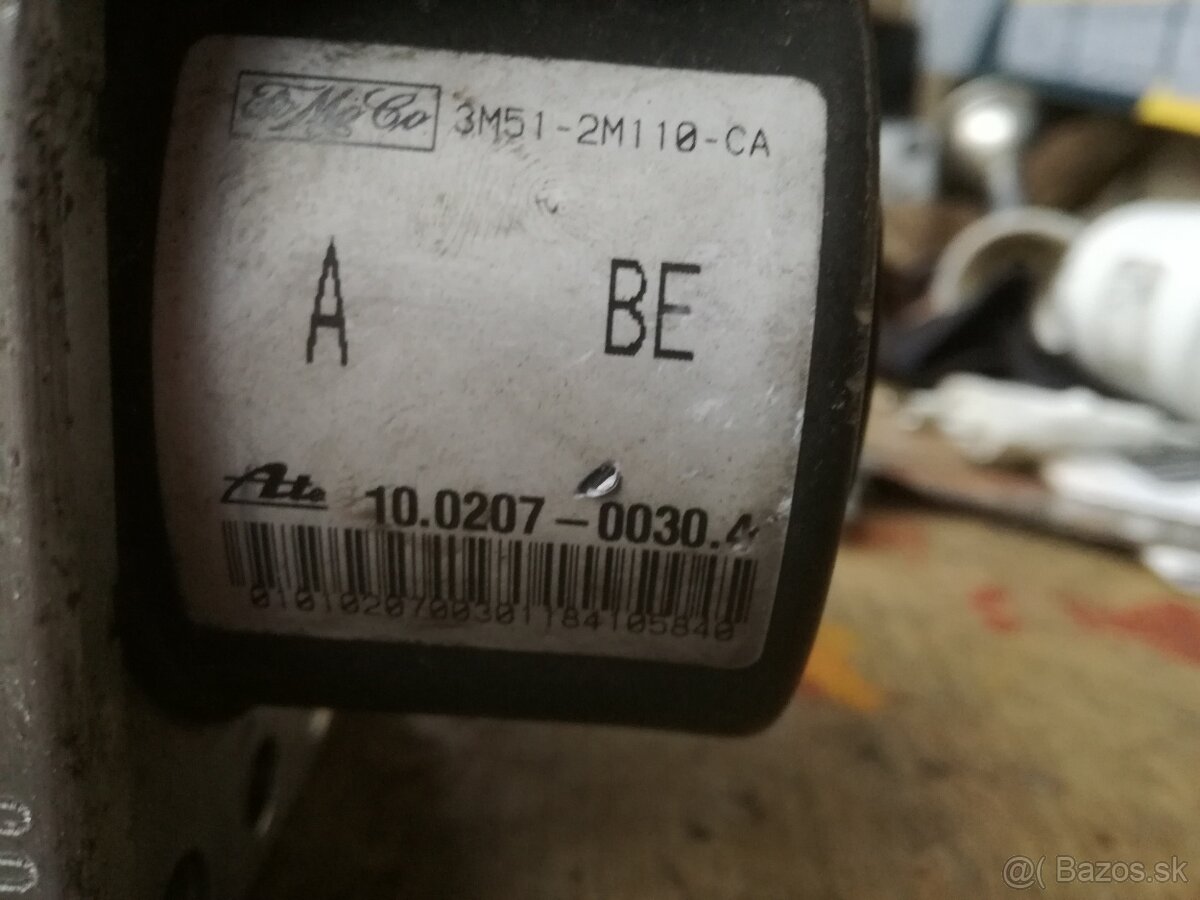 FoMoCo 3M51-2M110-CA
A BE
Ate 10.0207-0030.4
0101020700301184105840
@( Bazos.sk